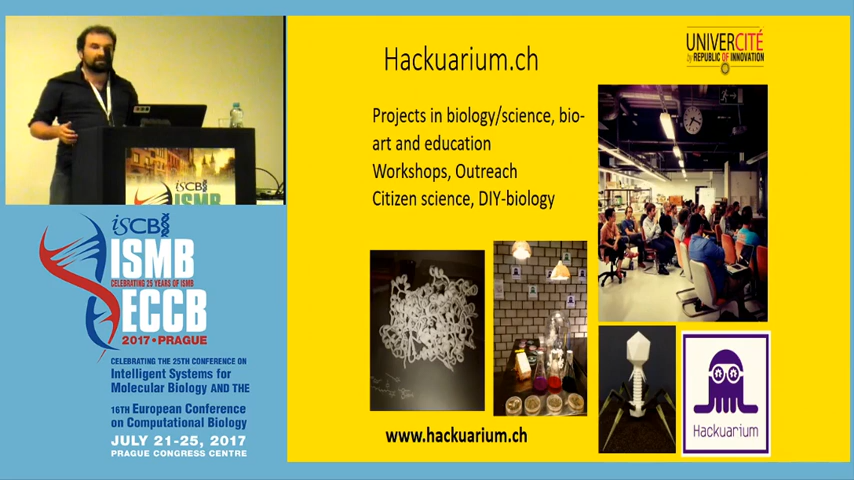 iSCB
ISMB
iSCB
ISMB
CELEBRATING 25 YEARS OF ISMB
ECCB
2017 • PRAGUE
CELEBRATING THE 25TH CONFERENCE ON
Intelligent Systems for
Molecular Biology AND THE
16TH European Conference
on Computational Biology
JULY 21-25, 2017
PRAGUE CONGRESS CENTRE
Hackuarium.ch
UNIVERCITÉ
by REPUBLIC OF INNOVATION
Projects in biology/science, bio-
art and education
Workshops, Outreach
Citizen science, DIY-biology
www.hackuarium.ch
Hackuarium